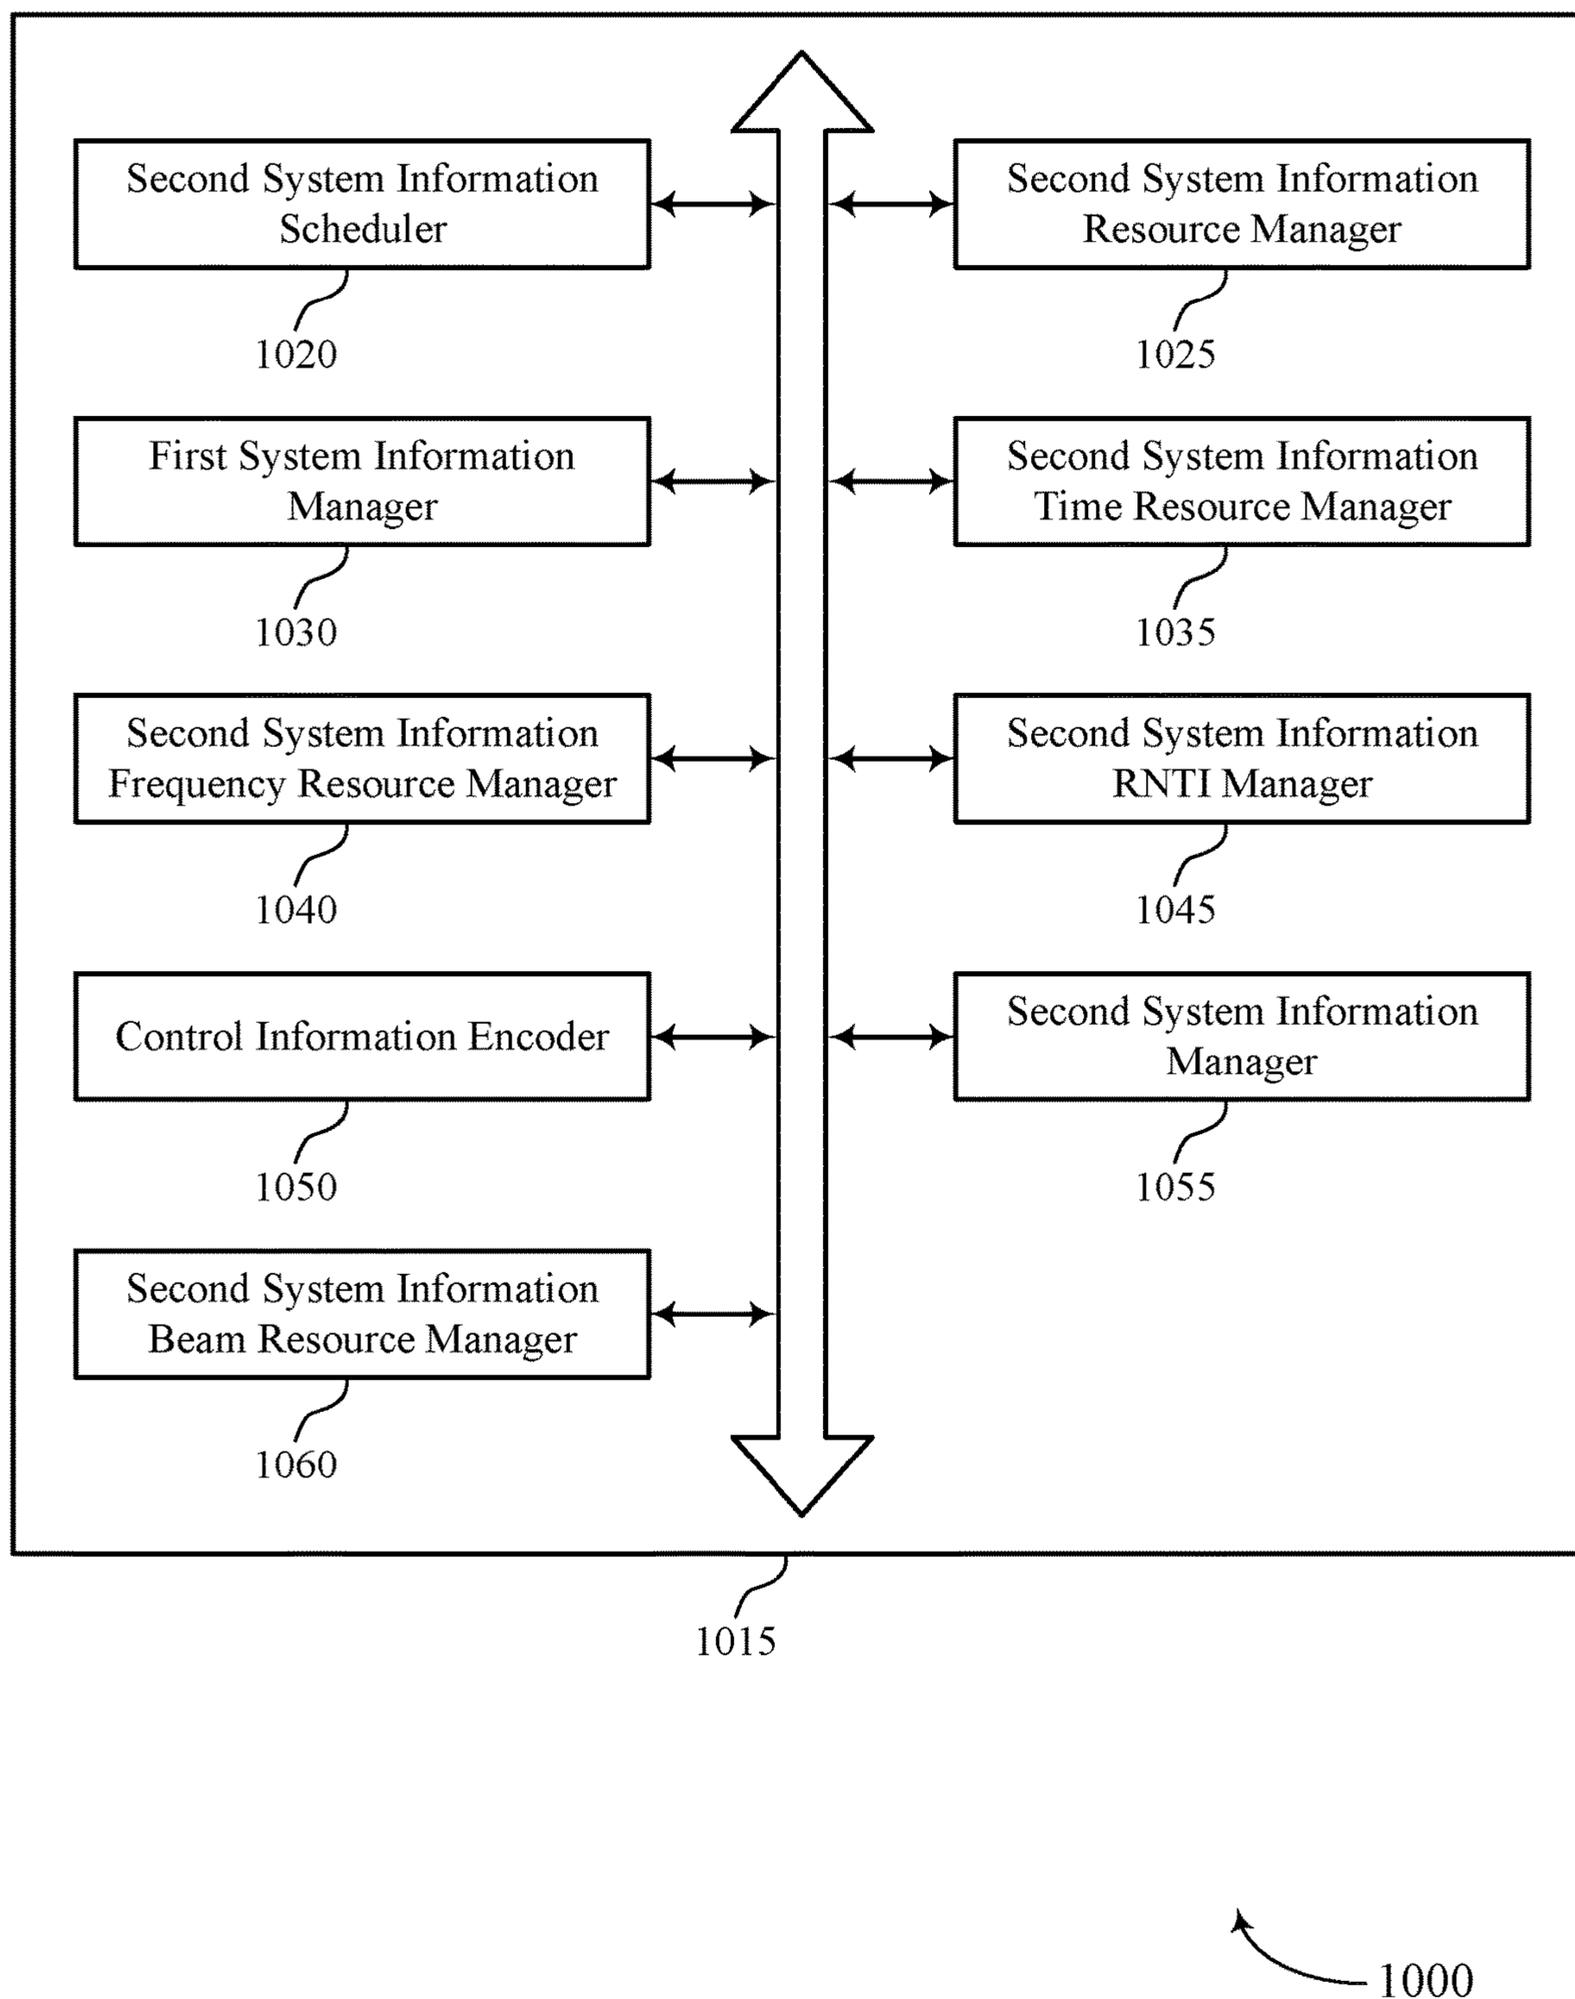 Second System Information
Scheduler
1020
Second System Information
Resource Manager
1025
First System Information
Manager
1030
Second System Information
Time Resource Manager
1035
Second System Information
Frequency Resource Manager
1040
Second System Information
RNTI Manager
1045
Control Information Encoder
1050
Second System Information
Manager
1055
Second System Information
Beam Resource Manager
1060
1015
1000